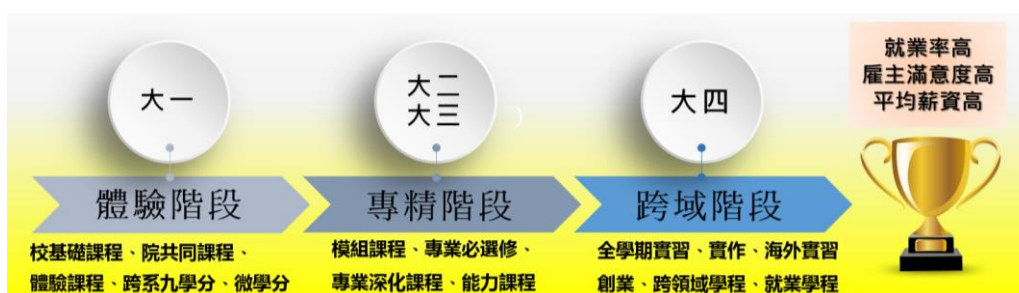 大一
大二
大三
大四
就業率高
雇主滿意度高
平均薪資高
體驗階段
專精階段
跨域階段
校基礎課程、院共同課程、
體驗課程、跨系九學分、微學分
模組課程、專業必選修、
專業深化課程、能力課程
全學期實習、實作、海外實習
創業、跨領域學程、就業學程